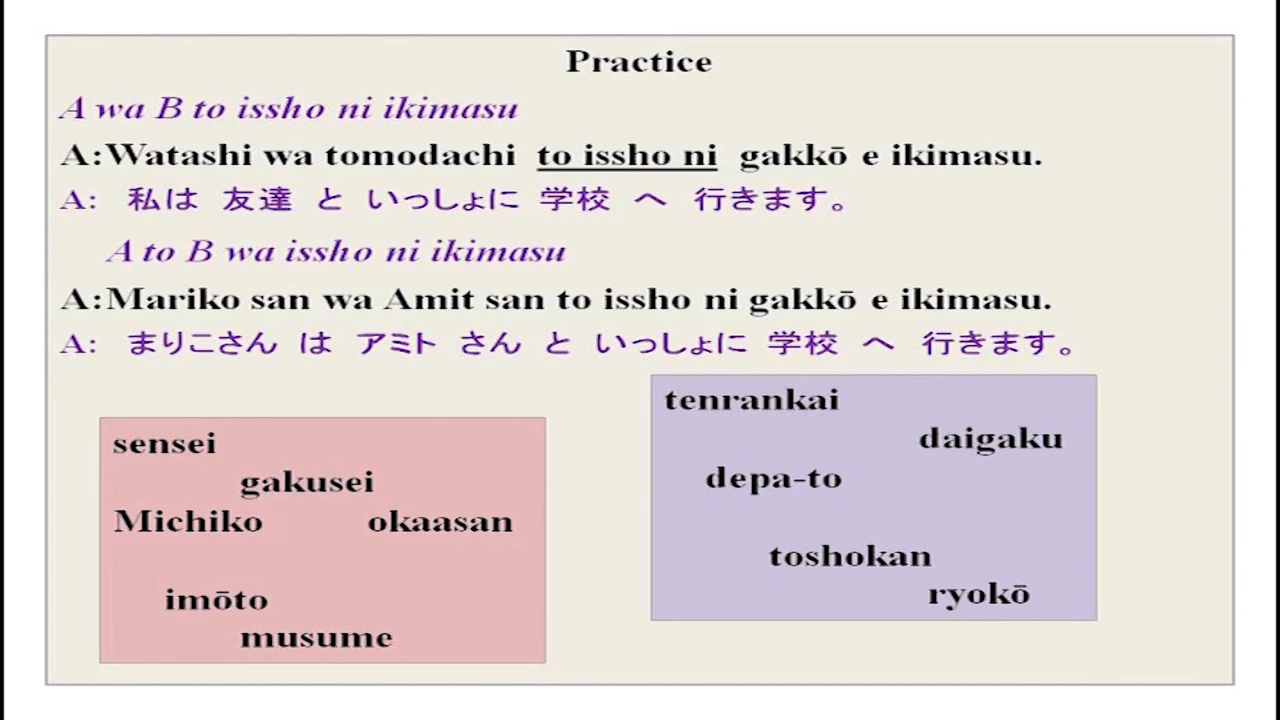 Practice
A wa B to issho ni ikimasu
A:Watashi wa tomodachi to issho ni gakkō e ikimasu.
A: 私は 友達 と いっしょに 学校 へ 行きます。
A to B wa issho ni ikimasu
A:Mariko san wa Amit san to issho ni gakkō e ikimasu.
A: まりこさん は アミト さん と いっしょに 学校 へ 行きます。
sensei
gakusei
Michiko okaasan
imōto
musume
tenrankai
daigaku
depa-to
toshokan
ryokō